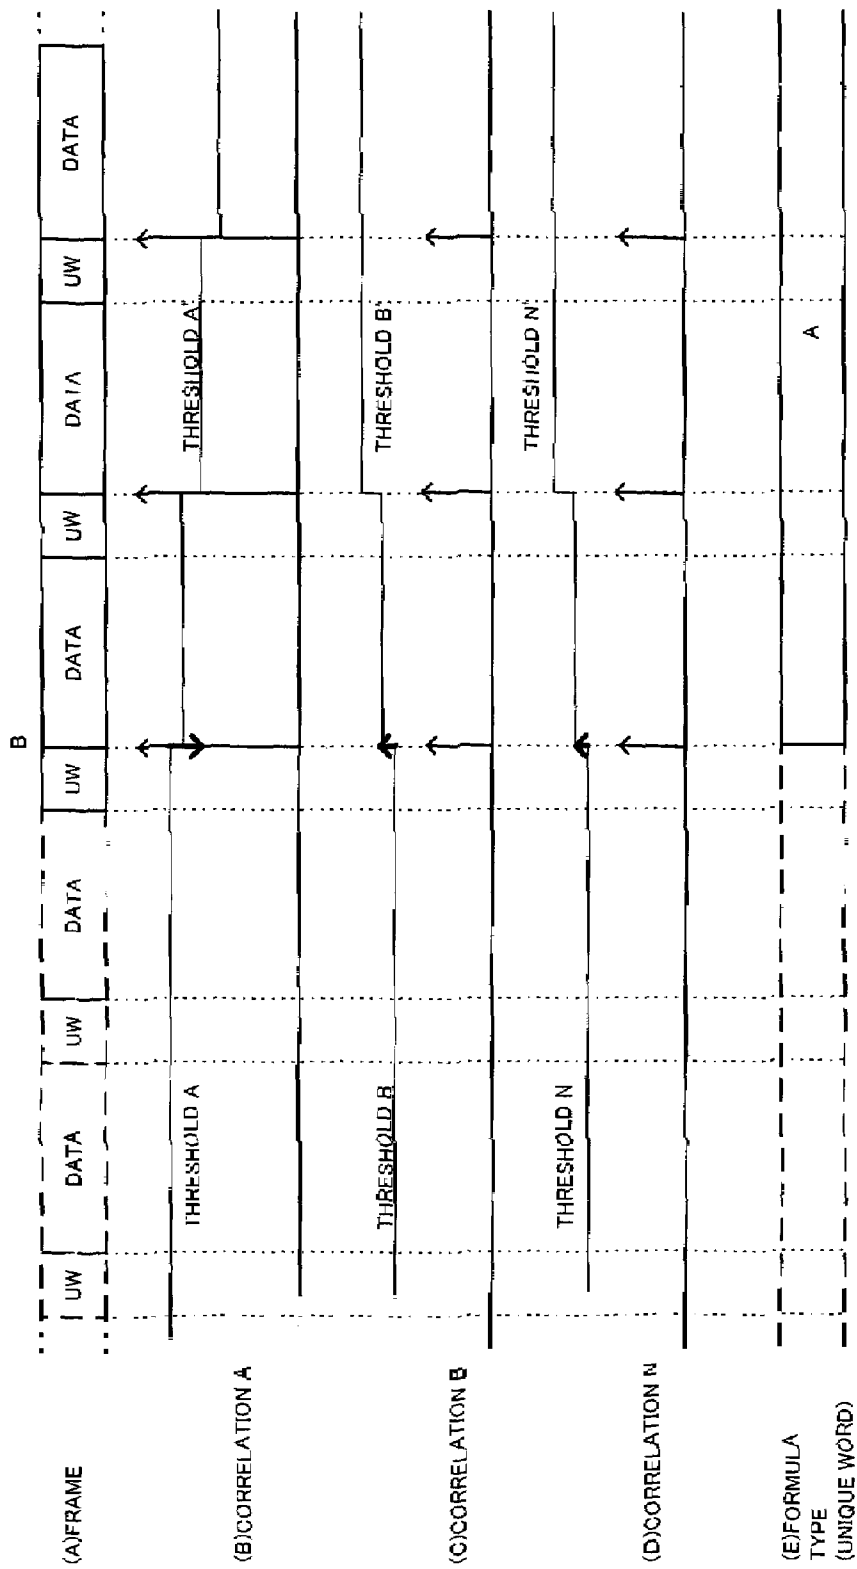 B
(A)FRAME
UW DATA UW DATA UW DATA UW DATA UW DATA
(B)CORRELATION A
THRESHOLD A
THRESHOLD A'
(C)CORRELATION B
THRESHOLD B
THRESHOLD B'
(D)CORRELATION N
THRESHOLD N
THRESHOLD N'
(E)FORMULA
TYPE
(UNIQUE WORD)
A